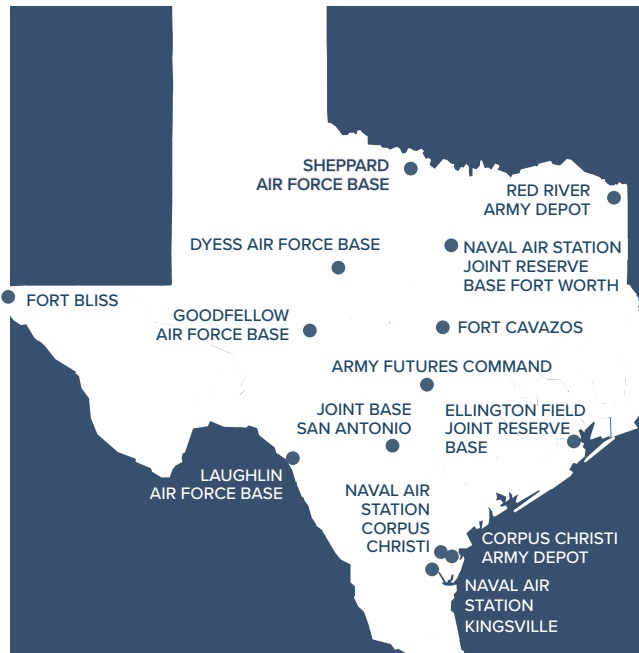 SHEPPARD
AIR FORCE BASE
RED RIVER
ARMY DEPOT
DYESS AIR FORCE BASE
NAVAL AIR STATION
JOINT RESERVE
BASE FORT WORTH
FORT BLISS
GOODFELLOW
AIR FORCE BASE
FORT CAVAZOS
ARMY FUTURES COMMAND
JOINT BASE
SAN ANTONIO
ELLINGTON FIELD
JOINT RESERVE
BASE
LAUGHLIN
AIR FORCE BASE
NAVAL AIR
STATION
CORPUS
CHRISTI
CORPUS CHRISTI
ARMY DEPOT
NAVAL AIR
STATION
KINGSVILLE